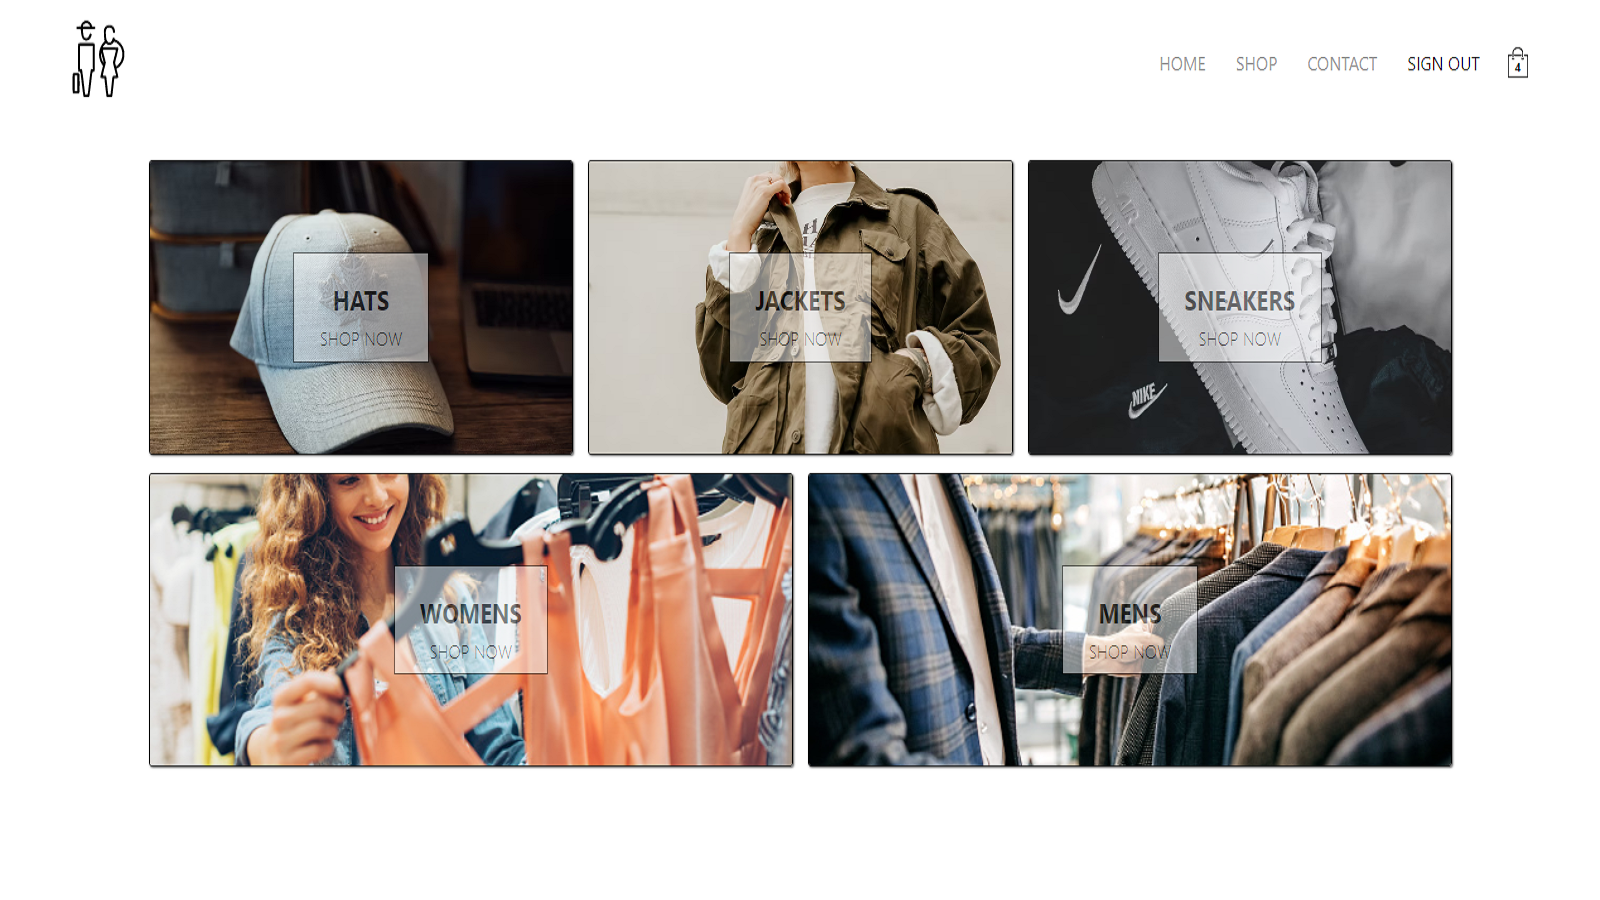 HOME SHOP CONTACT SIGN OUT 4
HATS
SHOP NOW
JACKETS
SHOP NOW
AIR
SNEAKERS
SHOP NOW
NIKE
WOMENS
SHOP NOW
MENS
SHOP NOW